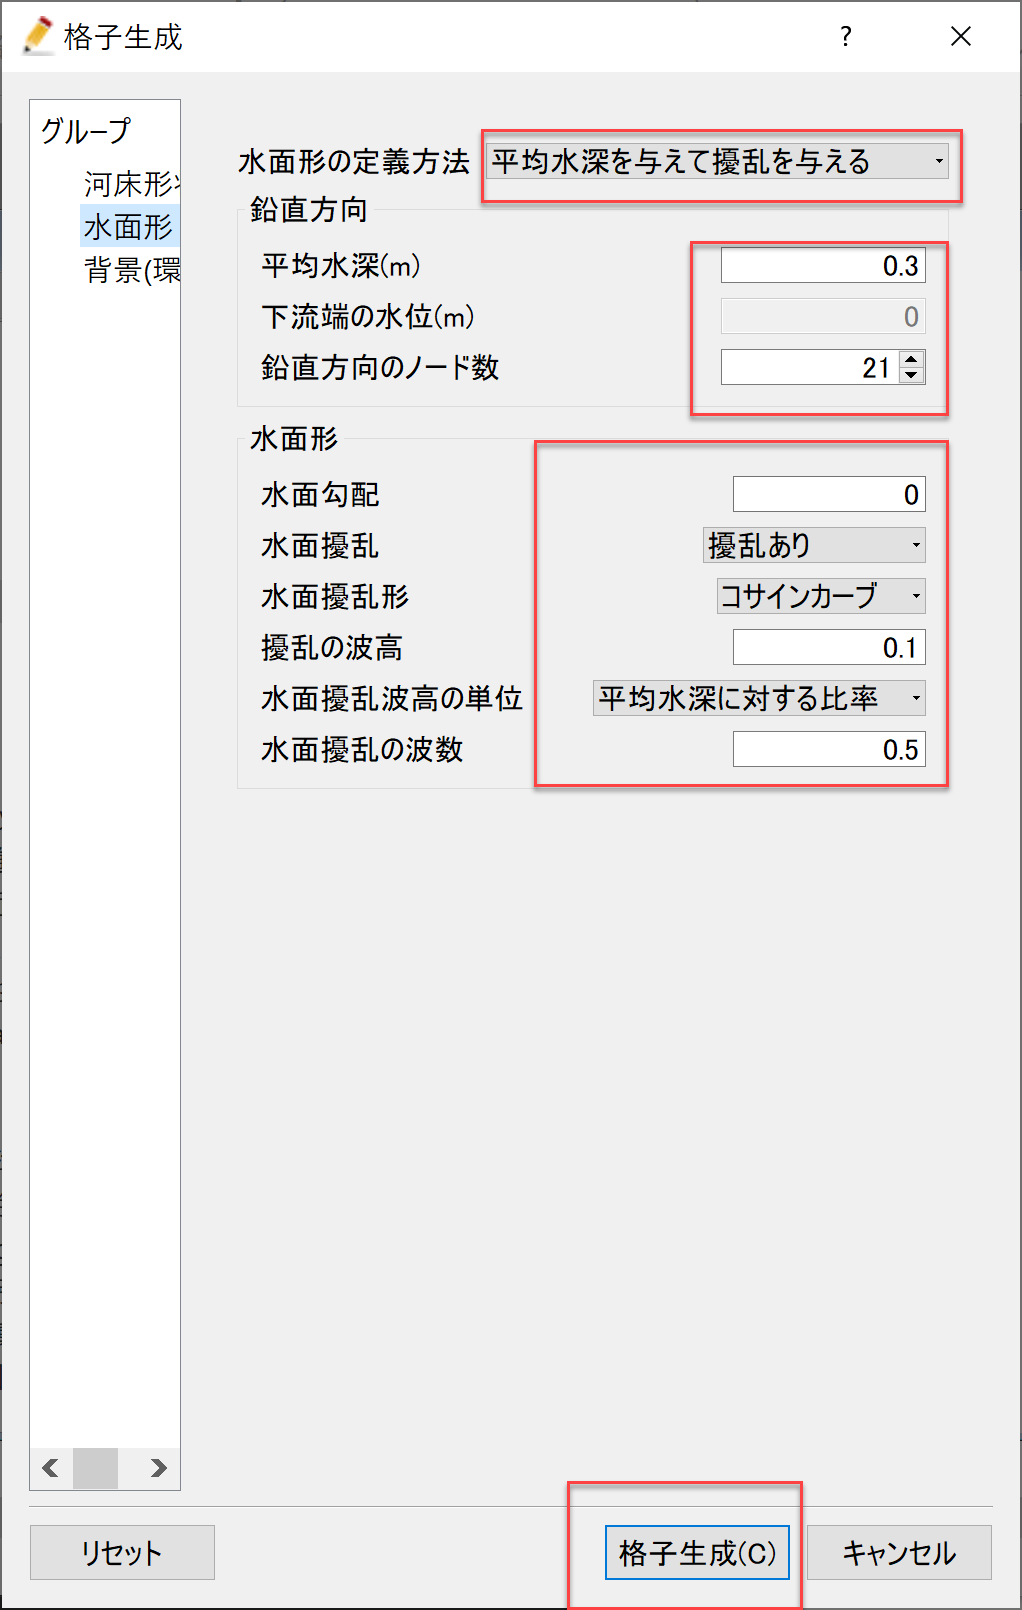 格子生成
?
グループ
河床形
水面形
背景(環
水面形の定義方法 平均水深を与えて擾乱を与える
鉛直方向
平均水深(m) 0.3
下流端の水位(m) 0
鉛直方向のノード数 21
水面形
水面勾配 0
水面擾乱 擾乱あり
水面擾乱形 コサインカーブ
擾乱の波高 0.1
水面擾乱波高の単位 平均水深に対する比率
水面擾乱の波数 0.5
リセット 格子生成(C) キャンセル